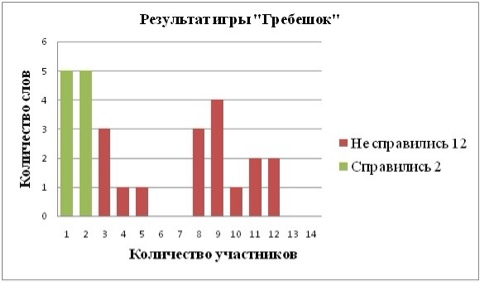 Результат игры "Гребешок"
6
5
4
3
2
1
0
Количество слов
1 2 3 4 5 6 7 8 9 10 11 12 13 14
Количество участников
Не справились 12
Справились 2